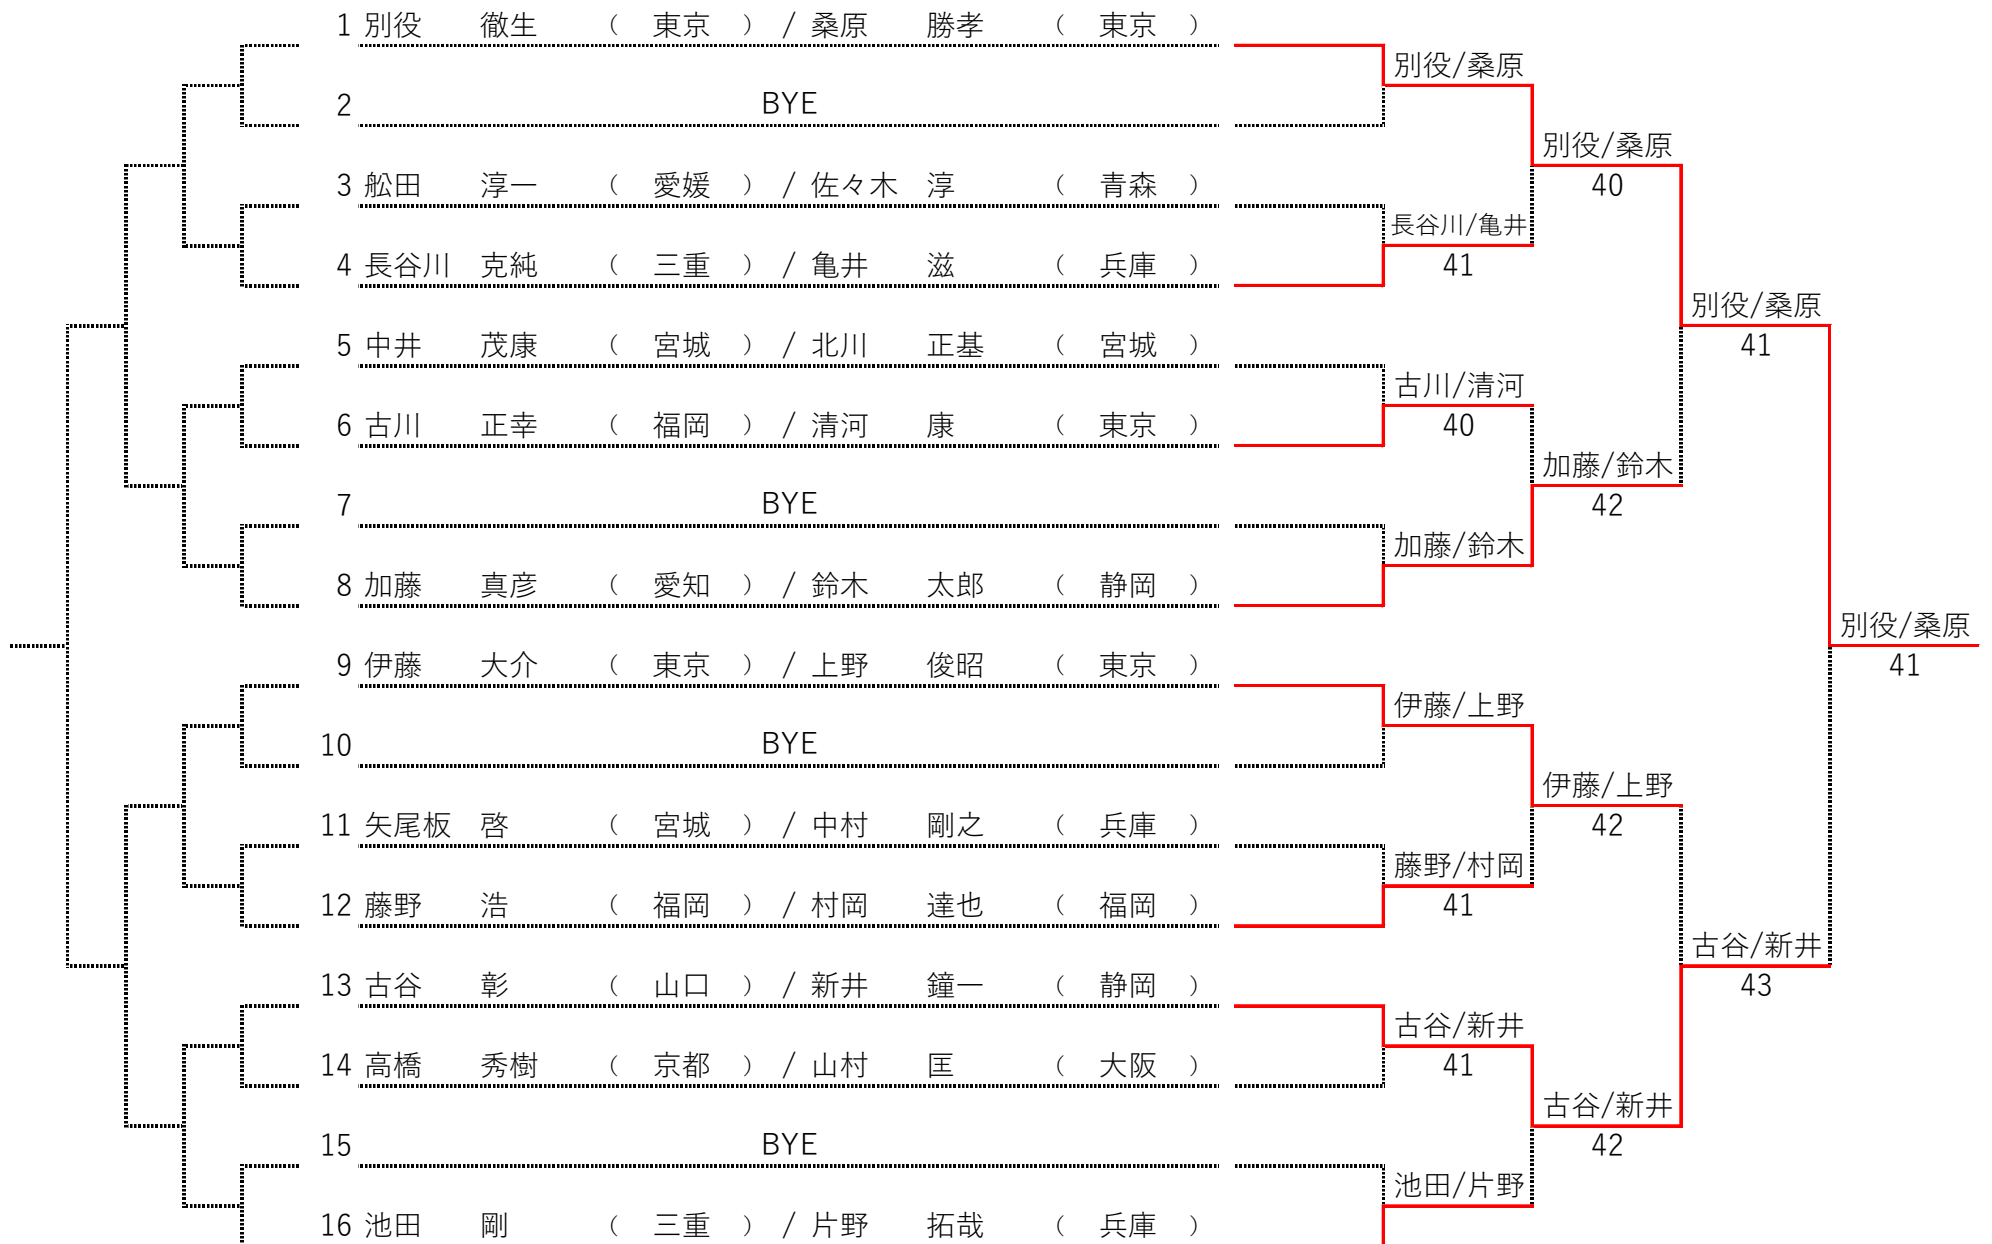 1 別役 徹生 （ 東京 ） / 桑原 勝孝 （ 東京 ）
別役/桑原
2 BYE
別役/桑原
40
3 舩田 淳一 （ 愛媛 ） / 佐々木 淳 （ 青森 ）
長谷川/亀井
41
4 長谷川 克純 （ 三重 ） / 亀井 滋 （ 兵庫 ）
別役/桑原
41
5 中井 茂康 （ 宮城 ） / 北川 正基 （ 宮城 ）
古川/清河
40
6 古川 正幸 （ 福岡 ） / 清河 康 （ 東京 ）
加藤/鈴木
42
7 BYE
加藤/鈴木
8 加藤 真彦 （ 愛知 ） / 鈴木 太郎 （ 静岡 ）
別役/桑原
41
9 伊藤 大介 （ 東京 ） / 上野 俊昭 （ 東京 ）
伊藤/上野
10 BYE
伊藤/上野
42
11 矢尾板 啓 （ 宮城 ） / 中村 剛之 （ 兵庫 ）
藤野/村岡
41
12 藤野 浩 （ 福岡 ） / 村岡 達也 （ 福岡 ）
古谷/新井
43
13 古谷 彰 （ 山口 ） / 新井 鐘一 （ 静岡 ）
古谷/新井
41
14 高橋 秀樹 （ 京都 ） / 山村 匡 （ 大阪 ）
古谷/新井
42
15 BYE
池田/片野
16 池田 剛 （ 三重 ） / 片野 拓哉 （ 兵庫 ）